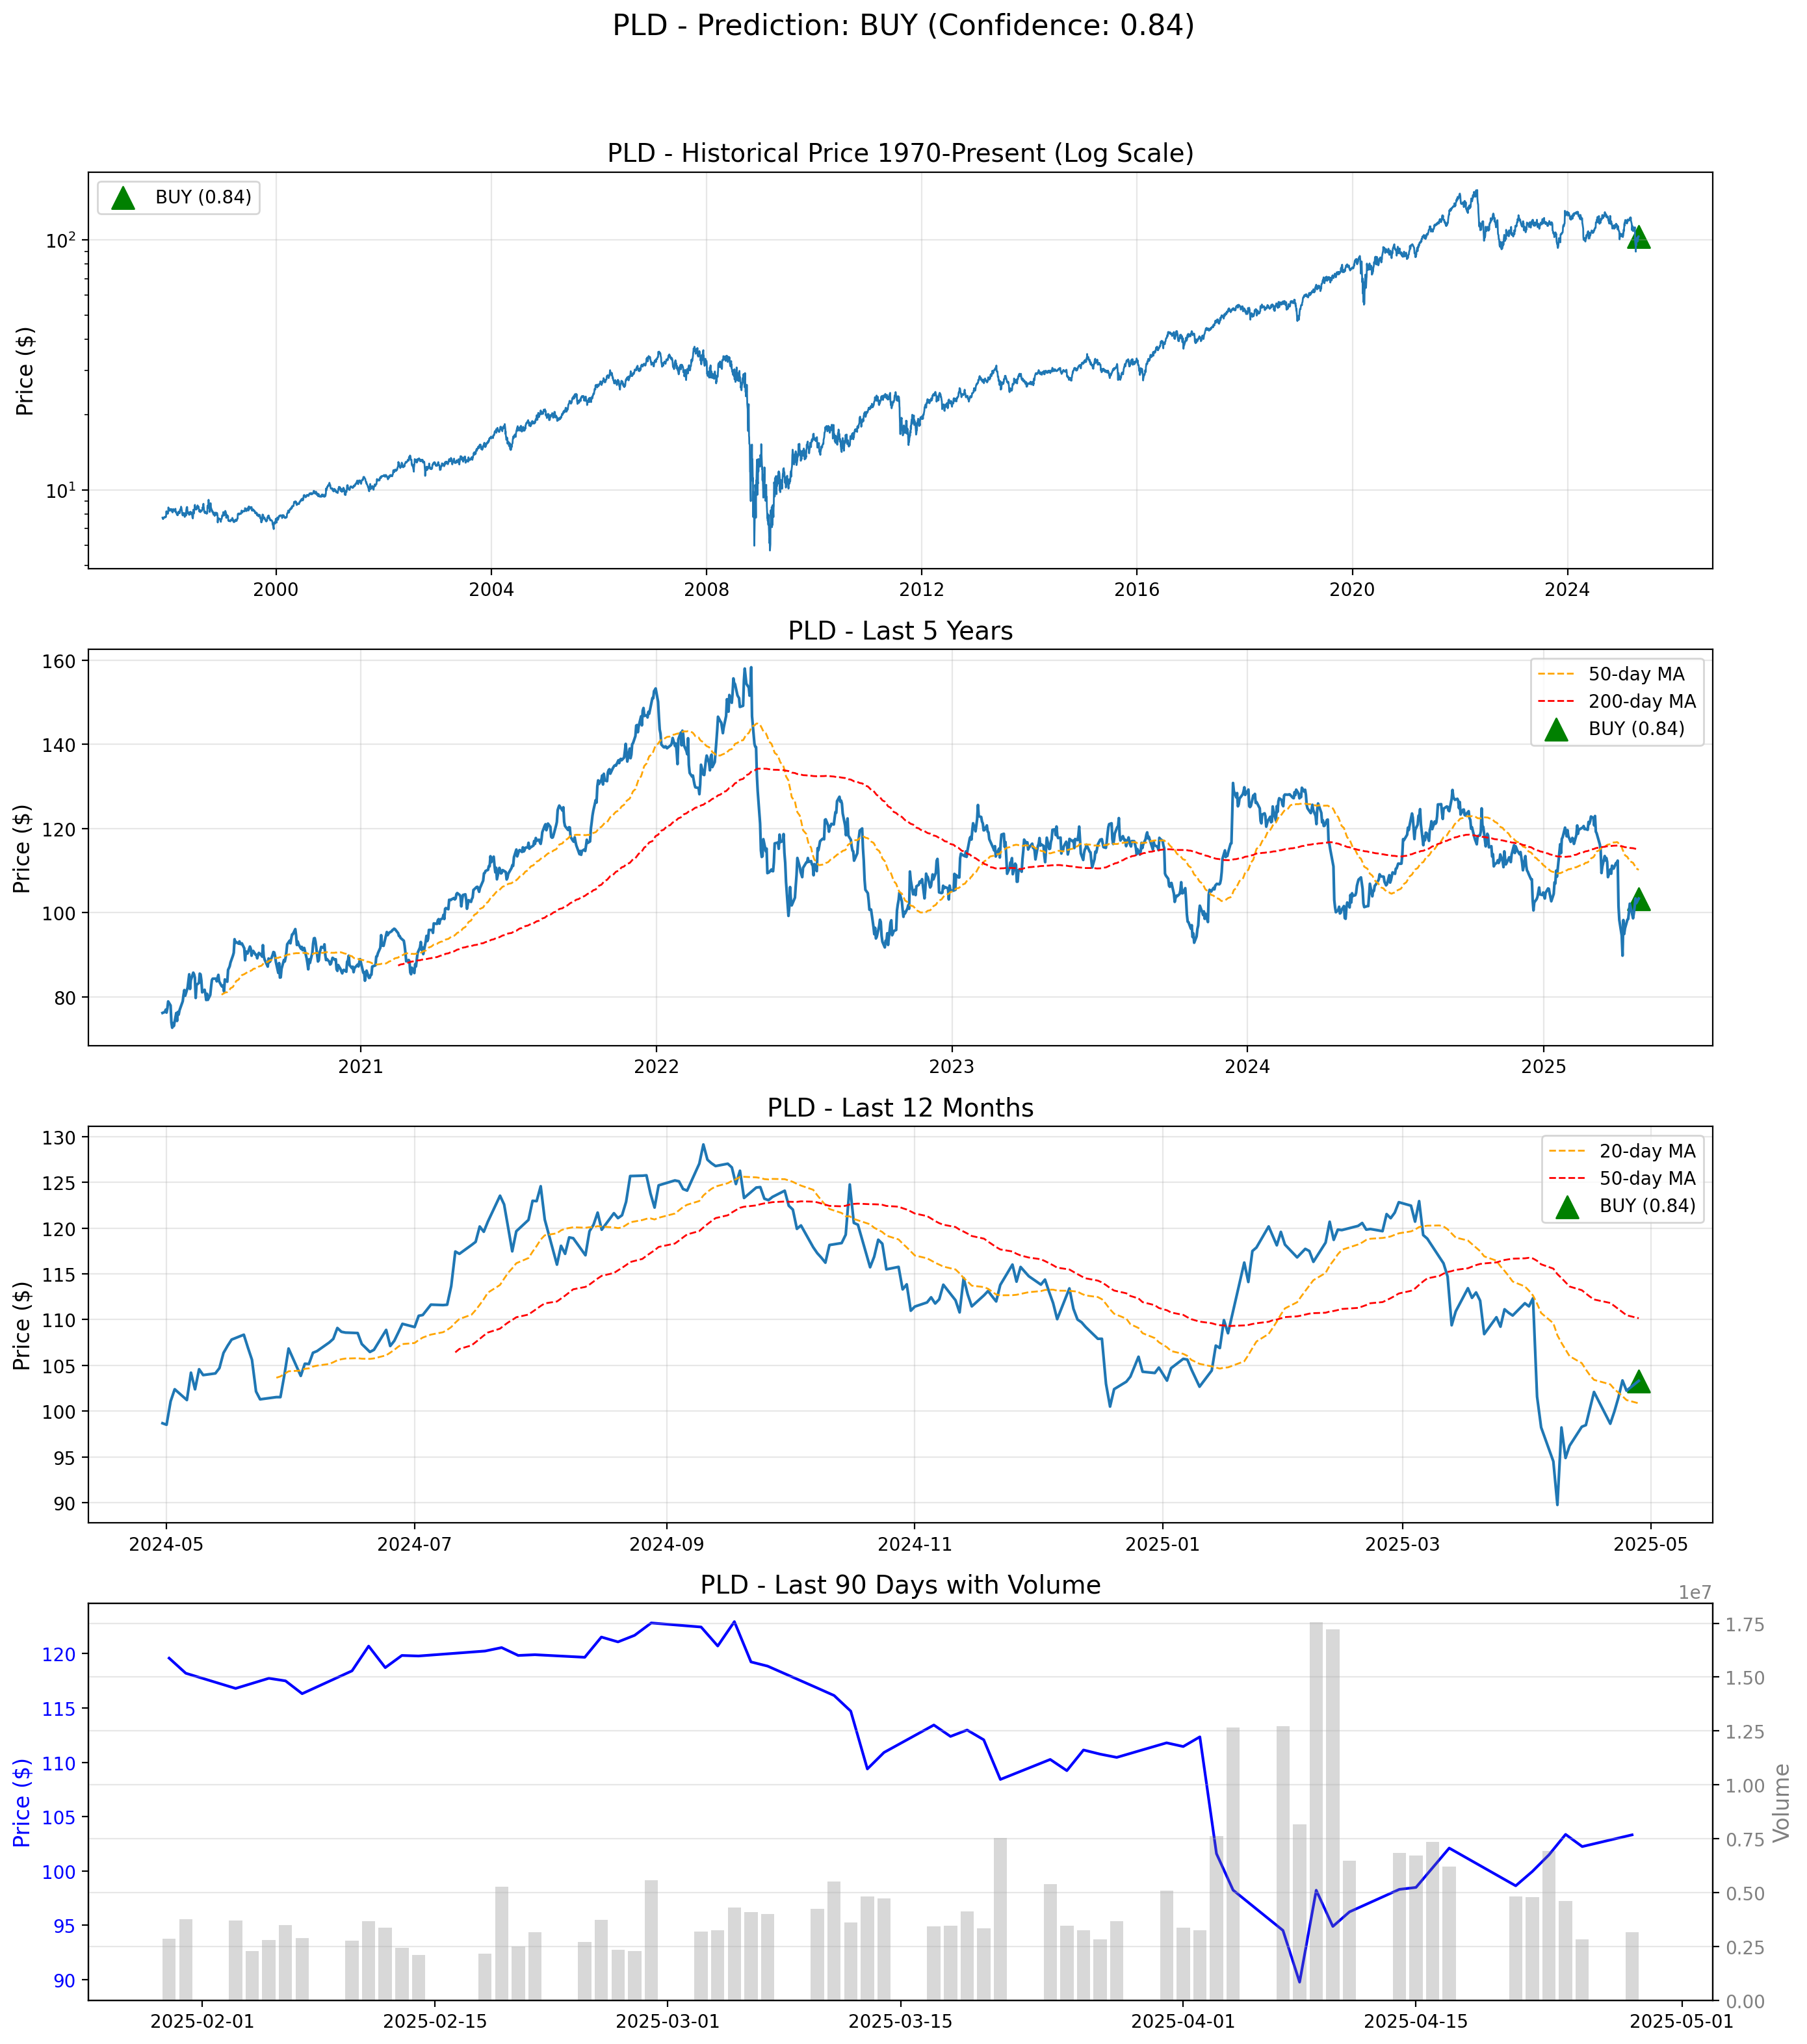 PLD - Prediction: BUY (Confidence: 0.84)
PLD - Historical Price 1970-Present (Log Scale)
BUY (0.84)
Price ($)
10²
10¹
2000 2004 2008 2012 2016 2020 2024
PLD - Last 5 Years
50-day MA
200-day MA
BUY (0.84)
Price ($)
160
140
120
100
80
2021 2022 2023 2024 2025
PLD - Last 12 Months
20-day MA
50-day MA
BUY (0.84)
Price ($)
130
125
120
115
110
105
100
95
90
2024-05 2024-07 2024-09 2024-11 2025-01 2025-03 2025-05
PLD - Last 90 Days with Volume
1e7
Price ($)
120
115
110
105
100
95
90
Volume
1.75
1.50
1.25
1.00
0.75
0.50
0.25
0.00
2025-02-01 2025-02-15 2025-03-01 2025-03-15 2025-04-01 2025-04-15 2025-05-01